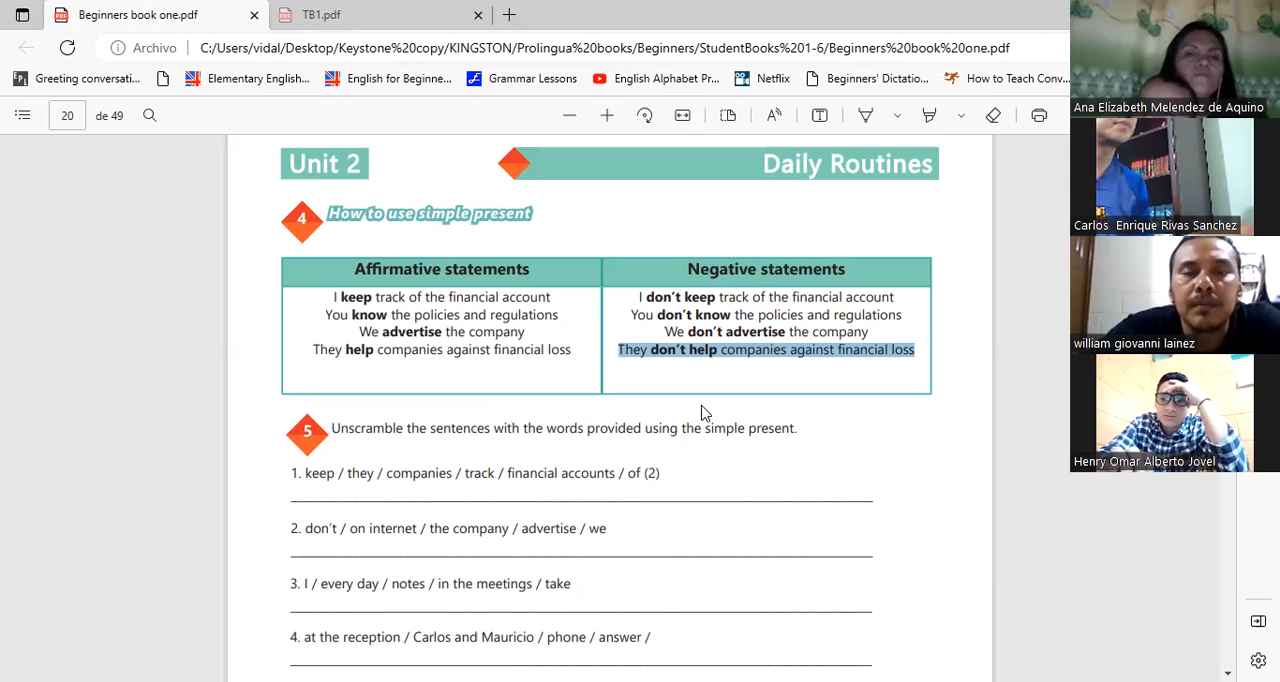 Beginners book one.pdf
TB1.pdf
Archivo
C:/Users/vidal/Desktop/Keystone%20copy/KINGSTON/Prolingua%20books/Beginners/StudentBooks%201-6/Beginners%20book%20one.pdf
Greeting conversati...
Elementary English...
English for Beginne...
Grammar Lessons
English Alphabet Pr...
Netflix
Beginners' Dictatio...
How to Teach Conv...
20 de 49
Unit 2
Daily Routines
4 How to use simple present
Affirmative statements
Negative statements
I keep track of the financial account
You know the policies and regulations
We advertise the company
They help companies against financial loss
I don't keep track of the financial account
You don't know the policies and regulations
We don't advertise the company
They don't help companies against financial loss
5 Unscramble the sentences with the words provided using the simple present.
1. keep / they / companies / track / financial accounts / of (2)
2. don't / on internet / the company / advertise / we
3. I / every day / notes / in the meetings / take
4. at the reception / Carlos and Mauricio / phone / answer /
Ana Elizabeth Melendez de Aquino
Carlos Enrique Rivas Sanchez
william giovanni lainez
Henry Omar Alberto Jovel